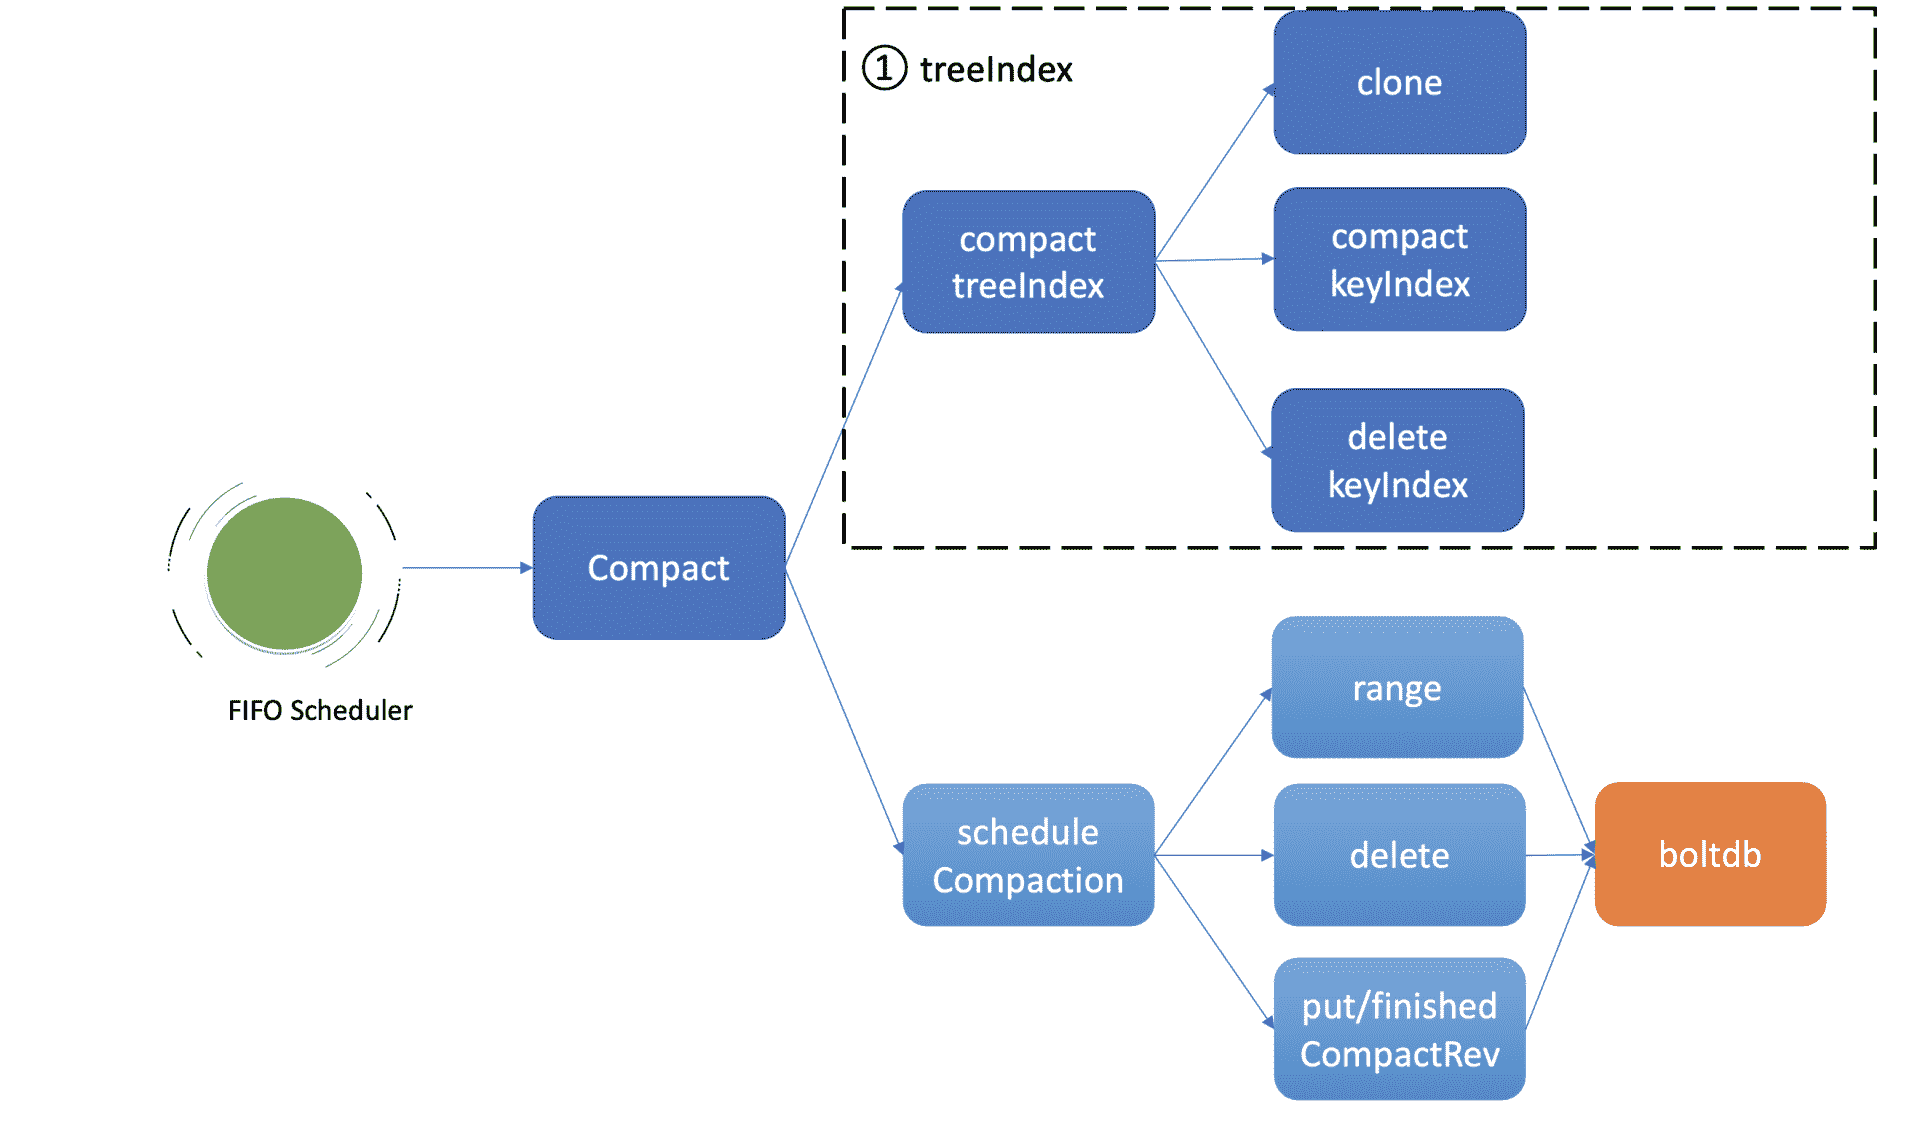 ① treeIndex
clone
compact
treeIndex
compact
keyIndex
delete
keyIndex
Compact
FIFO Scheduler
range
schedule
Compaction
delete
boltdb
put/finished
CompactRev